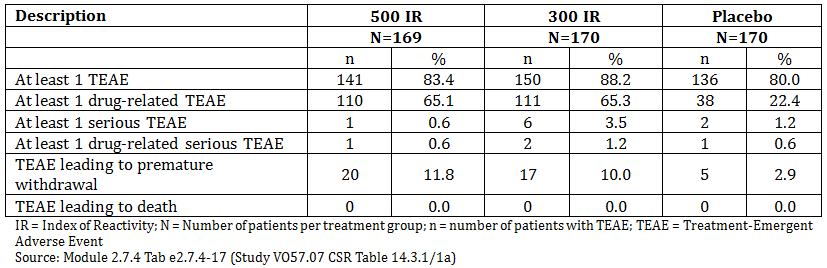 Description 500 IR 300 IR Placebo
N=169 N=170 N=170
n % n % n %
At least 1 TEAE 141 83.4 150 88.2 136 80.0
At least 1 drug-related TEAE 110 65.1 111 65.3 38 22.4
At least 1 serious TEAE 1 0.6 6 3.5 2 1.2
At least 1 drug-related serious TEAE 1 0.6 2 1.2 1 0.6
TEAE leading to premature
withdrawal 20 11.8 17 10.0 5 2.9
TEAE leading to death 0 0.0 0 0.0 0 0.0
IR = Index of Reactivity; N = Number of patients per treatment group; n = number of patients with TEAE; TEAE = Treatment-Emergent
Adverse Event
Source: Module 2.7.4 Tab e2.7.4-17 (Study VO57.07 CSR Table 14.3.1/1a)